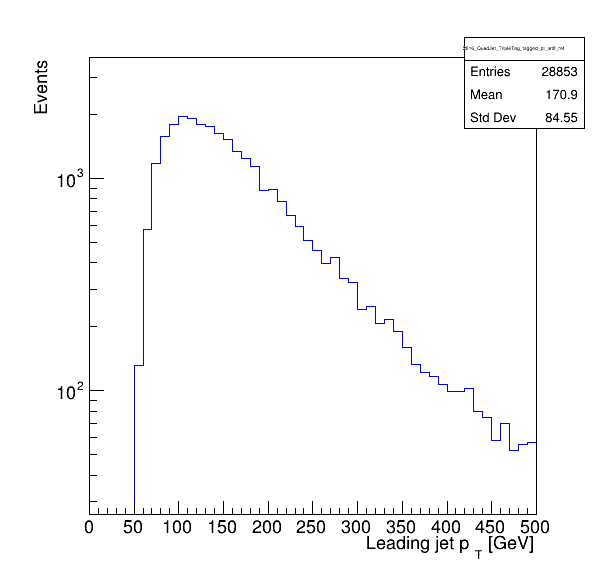 Entries 28853
Mean 170.9
Std Dev 84.55
Events
10³
10²
0 50 100 150 200 250 300 350 400 450 500
Leading jet p_T [GeV]